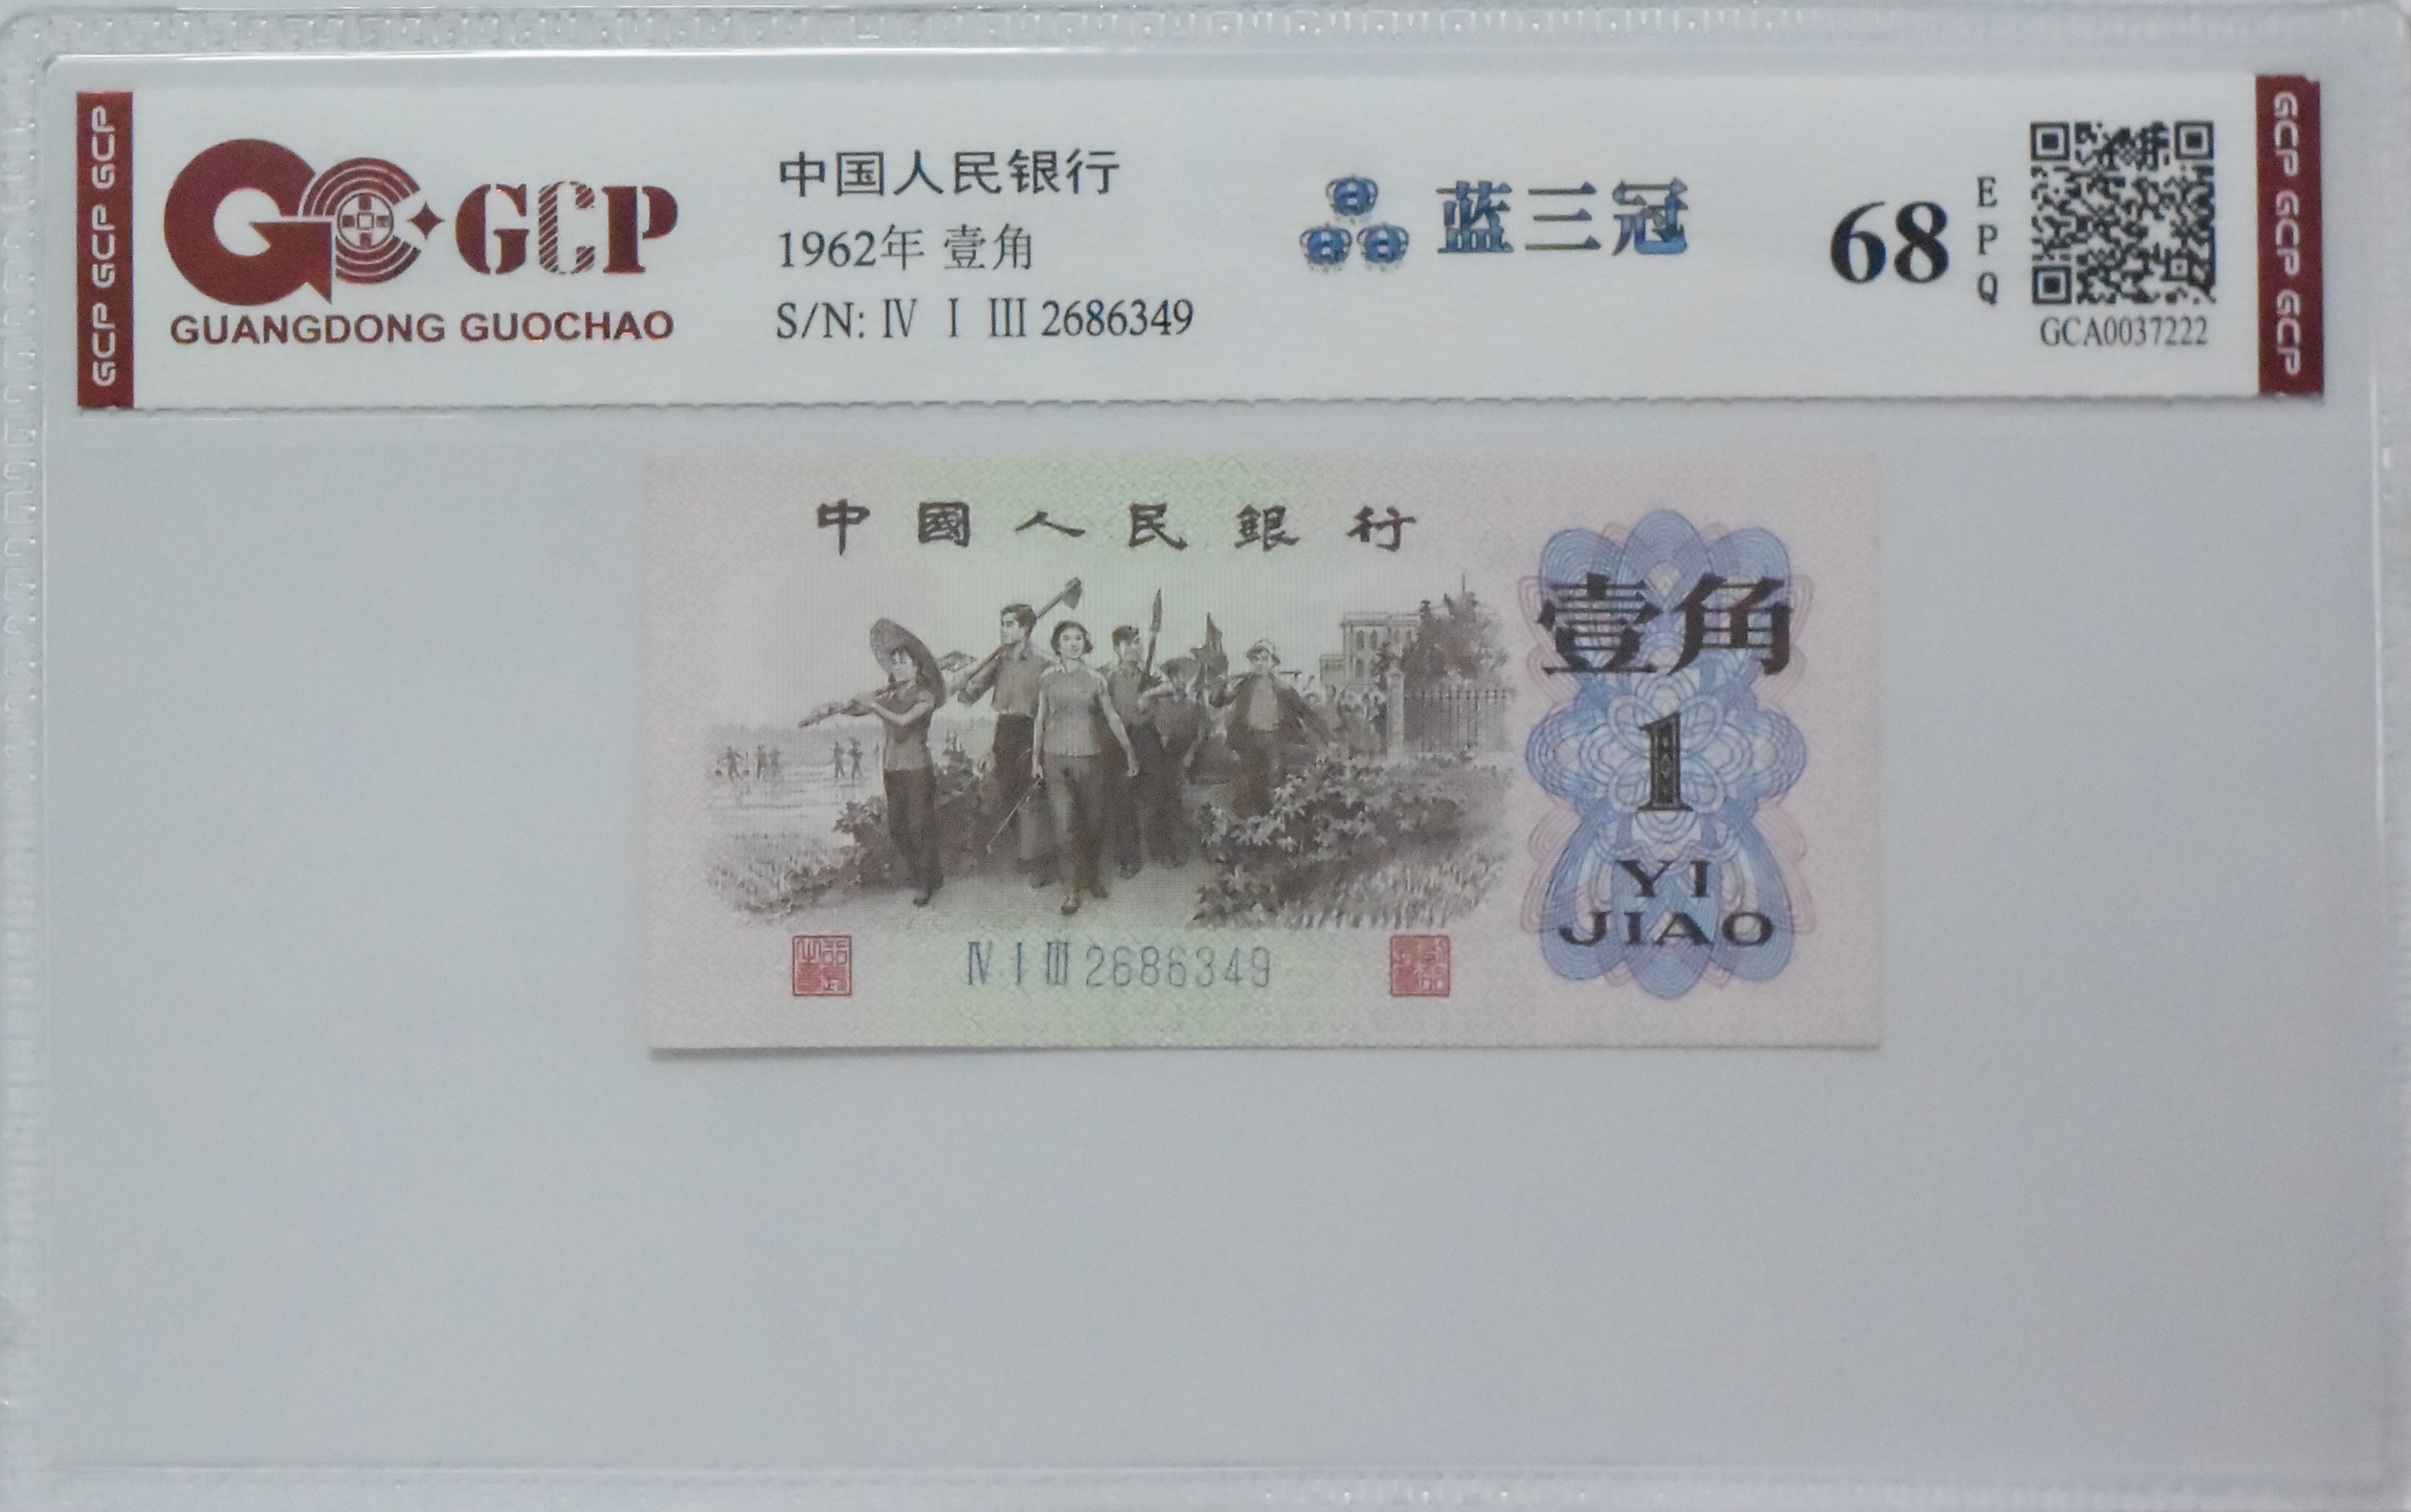 GCP GCP GCP
GCP
GUANGDONG GUOCHAO
中国人民银行
1962年 壹角
S/N: Ⅳ Ⅰ Ⅲ 2686349
蓝三冠
68
EPQ
GCA0037222
GCP GCP GCP
中國人民銀行
壹角
1
YI
JIAO
Ⅳ Ⅰ Ⅲ 2686349